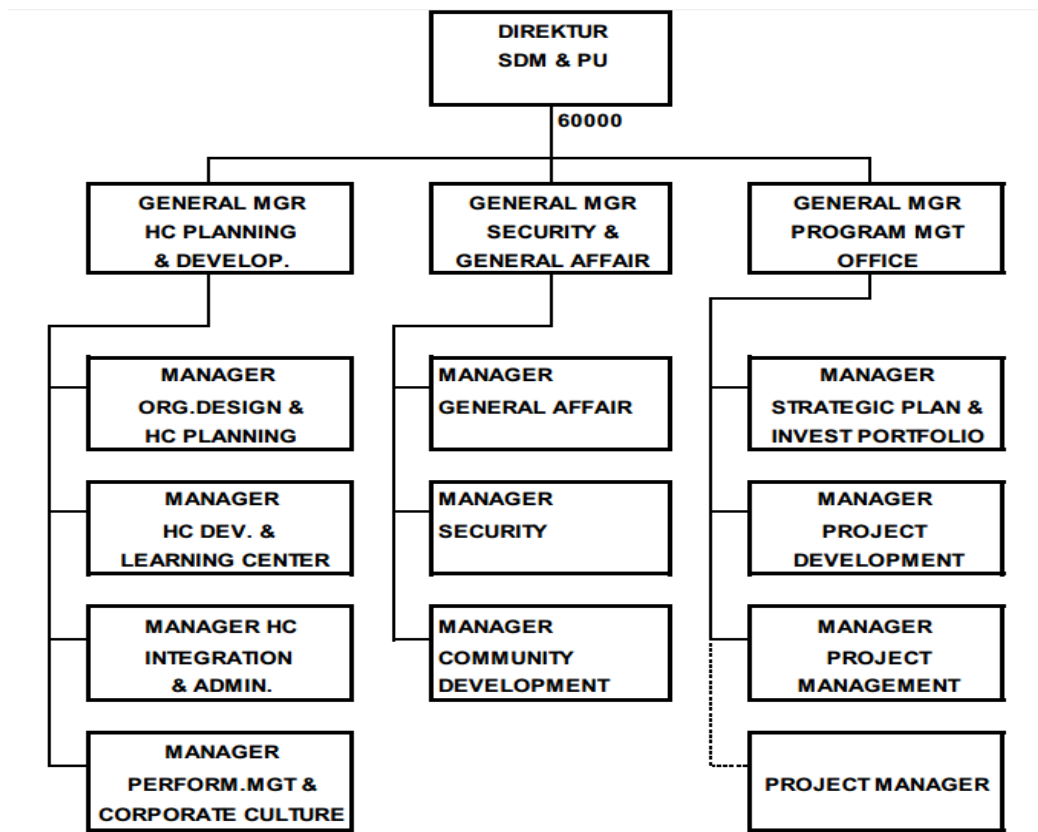 DIREKTUR
SDM & PU
60000
GENERAL MGR
HC PLANNING
& DEVELOP.
GENERAL MGR
SECURITY &
GENERAL AFFAIR
GENERAL MGR
PROGRAM MGT
OFFICE
MANAGER
ORG.DESIGN &
HC PLANNING
MANAGER
GENERAL AFFAIR
MANAGER
STRATEGIC PLAN &
INVEST PORTFOLIO
MANAGER
HC DEV. &
LEARNING CENTER
MANAGER
SECURITY
MANAGER
PROJECT
DEVELOPMENT
MANAGER HC
INTEGRATION
& ADMIN.
MANAGER
COMMUNITY
DEVELOPMENT
MANAGER
PROJECT
MANAGEMENT
MANAGER
PERFORM.MGT &
CORPORATE CULTURE
PROJECT MANAGER